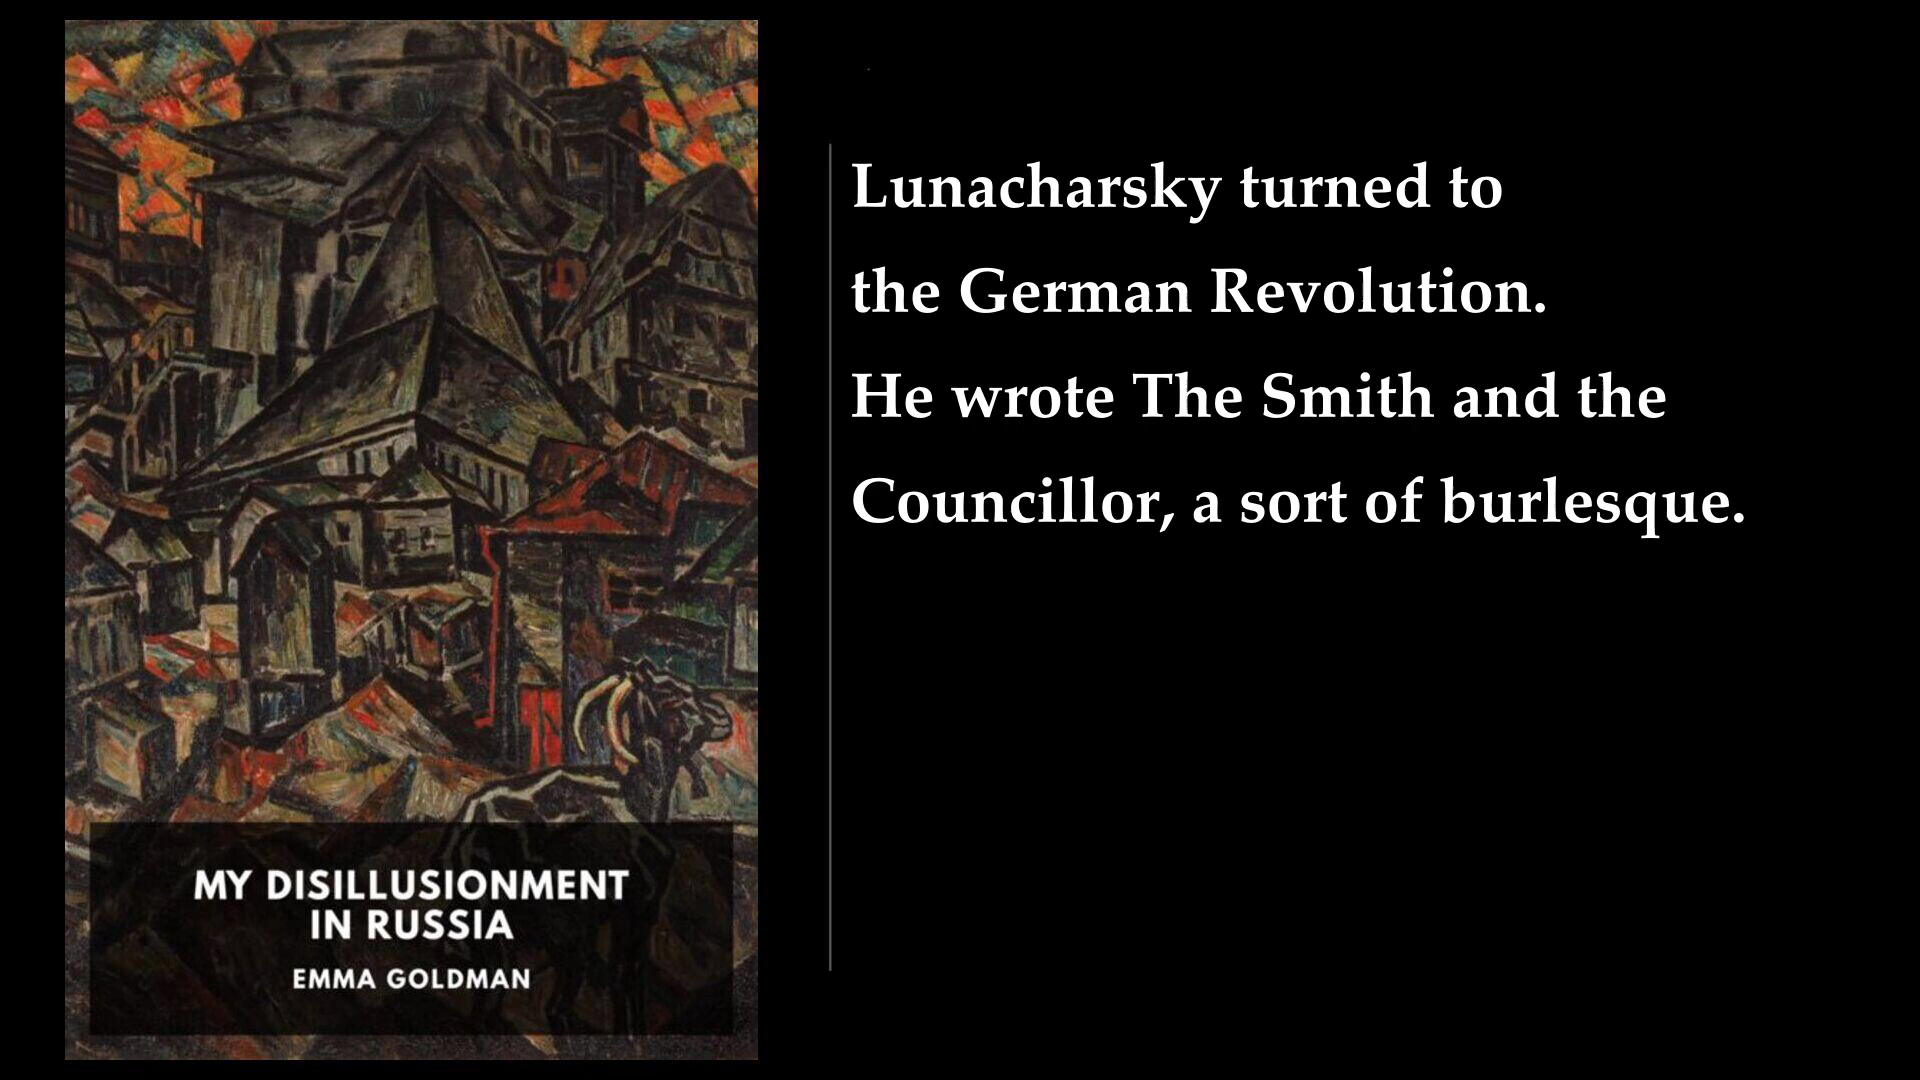 Lunacharsky turned to
the German Revolution.
He wrote The Smith and the
Councillor, a sort of burlesque.
MY DISILLUSIONMENT
IN RUSSIA
EMMA GOLDMAN